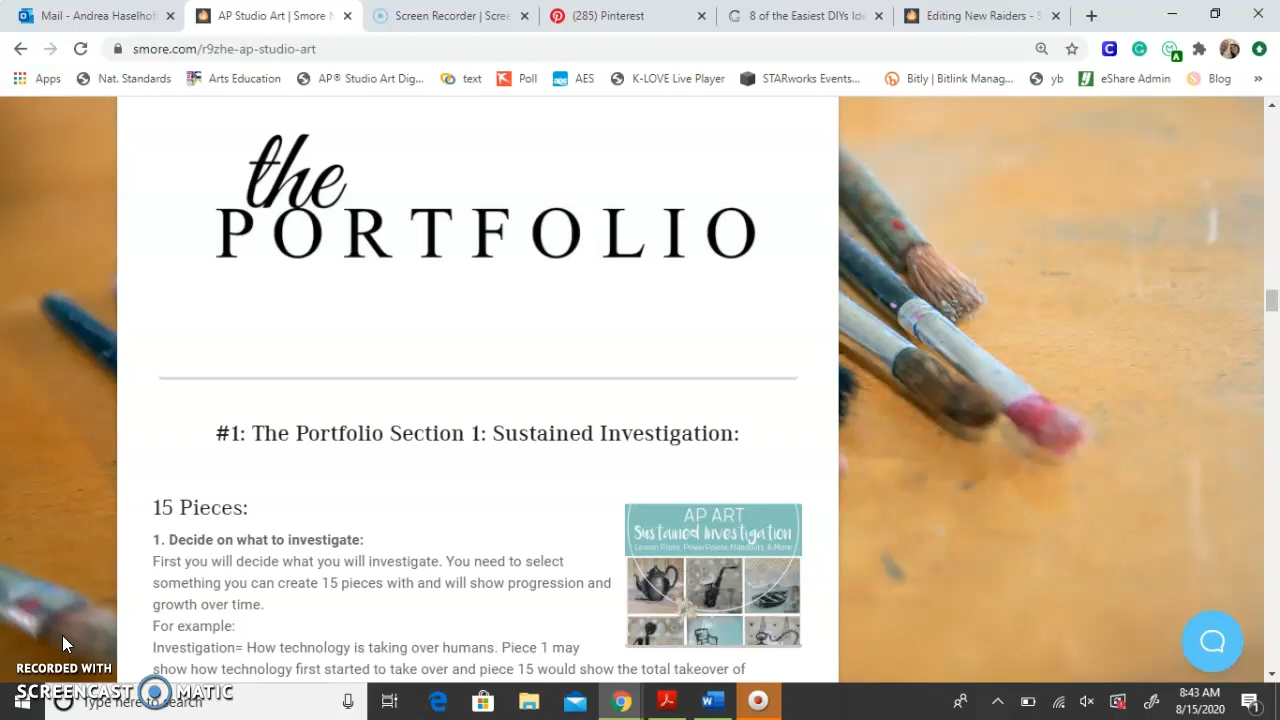 Mail - Andrea Haselhof
AP Studio Art | Smore
Screen Recorder | Scree
(285) Pinterest
8 of the Easiest DIYs Ide
Editing New Raiders - S
smore.com/r9zhe-ap-studio-art
Apps
Nat. Standards
Arts Education
AP® Studio Art Dig...
text
Poll
AES
K-LOVE Live Player
STARworks Events...
Bitly | Bitlink Manag...
yb
eShare Admin
Blog
the
PORTFOLIO
#1: The Portfolio Section 1: Sustained Investigation:
15 Pieces:
1. Decide on what to investigate:
First you will decide what you will investigate. You need to select
something you can create 15 pieces with and will show progression and
growth over time.
For example:
Investigation= How technology is taking over humans. Piece 1 may
show how technology first started to take over and piece 15 would show the total takeover of
AP ART
Sustained Investigation
Lesson Plans, PowerPoints, Handouts, & More
RECORDED WITH
SCREENCAST MATIC
Type here to search
8:43 AM
8/15/2020